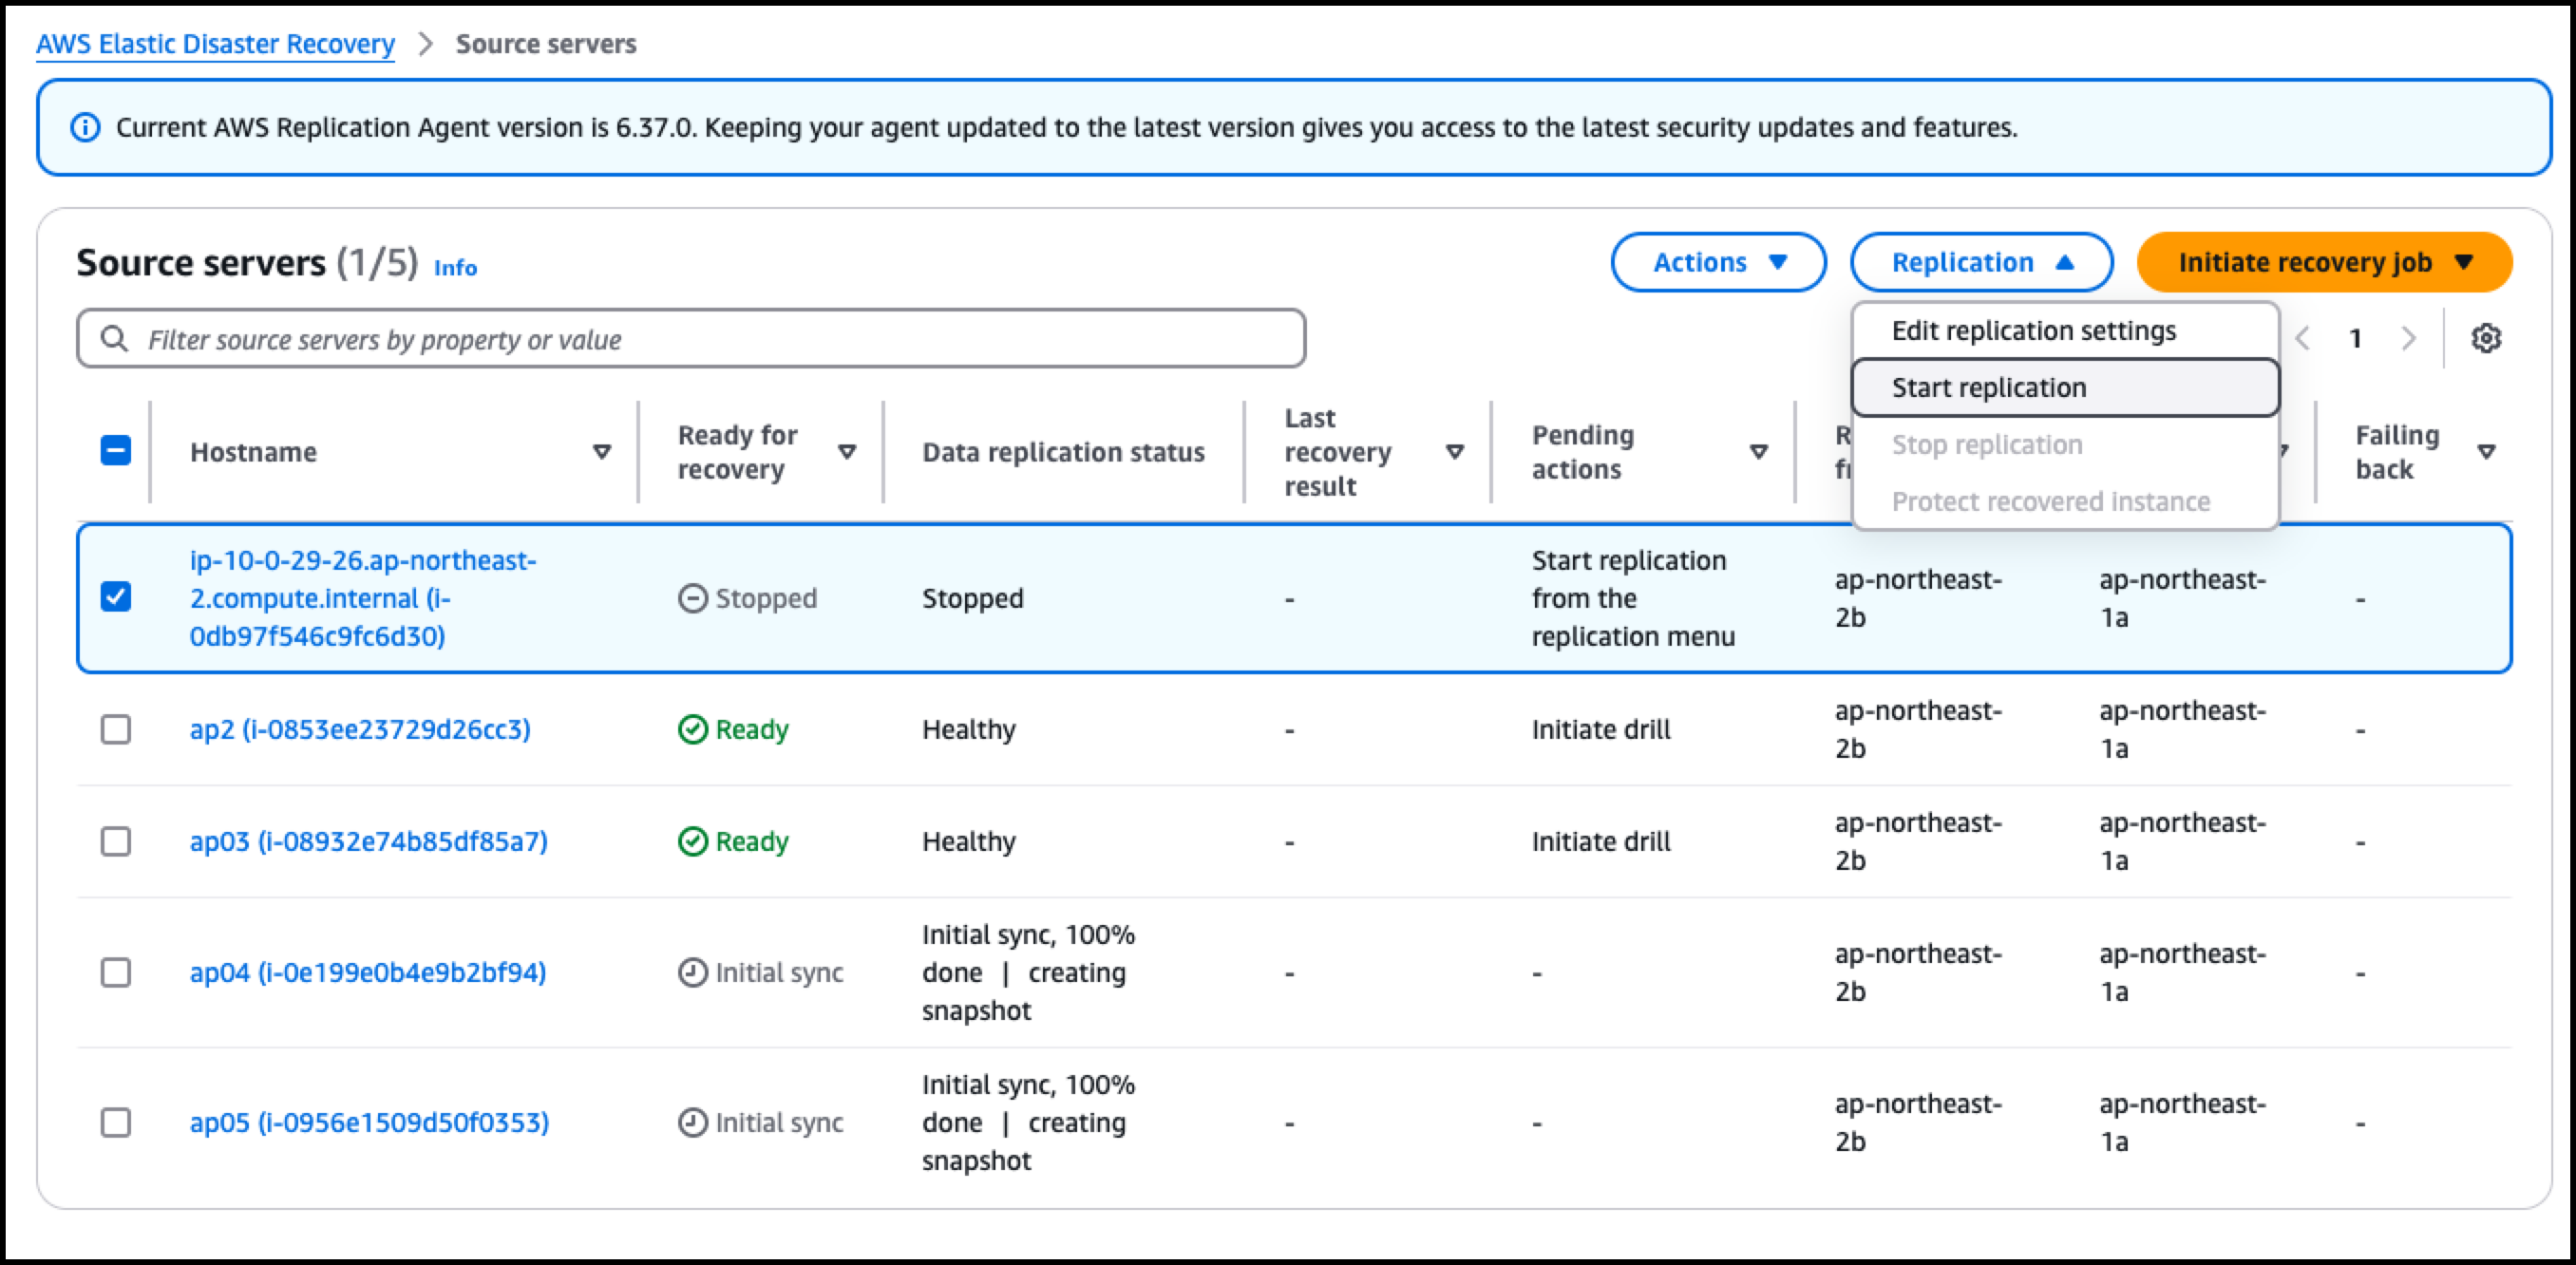 AWS Elastic Disaster Recovery > Source servers
Current AWS Replication Agent version is 6.37.0. Keeping your agent updated to the latest version gives you access to the latest security updates and features.
Source servers (1/5) Info
Actions
Replication
Initiate recovery job
Filter source servers by property or value
Edit replication settings
Start replication
Stop replication
Protect recovered instance
1
Hostname
Ready for
recovery
Data replication status
Last
recovery
result
Pending
actions
Failing
back
ip-10-0-29-26.ap-northeast-
2.compute.internal (i-
0db97f546c9fc6d30)
Stopped
Stopped
-
Start replication
from the
replication menu
ap-northeast-
2b
ap-northeast-
1a
-
ap2 (i-0853ee23729d26cc3)
Ready
Healthy
-
Initiate drill
ap-northeast-
2b
ap-northeast-
1a
-
ap03 (i-08932e74b85df85a7)
Ready
Healthy
-
Initiate drill
ap-northeast-
2b
ap-northeast-
1a
-
ap04 (i-0e199e0b4e9b2bf94)
Initial sync
Initial sync, 100%
done | creating
snapshot
-
-
ap-northeast-
2b
ap-northeast-
1a
-
ap05 (i-0956e1509d50f0353)
Initial sync
Initial sync, 100%
done | creating
snapshot
-
-
ap-northeast-
2b
ap-northeast-
1a
-